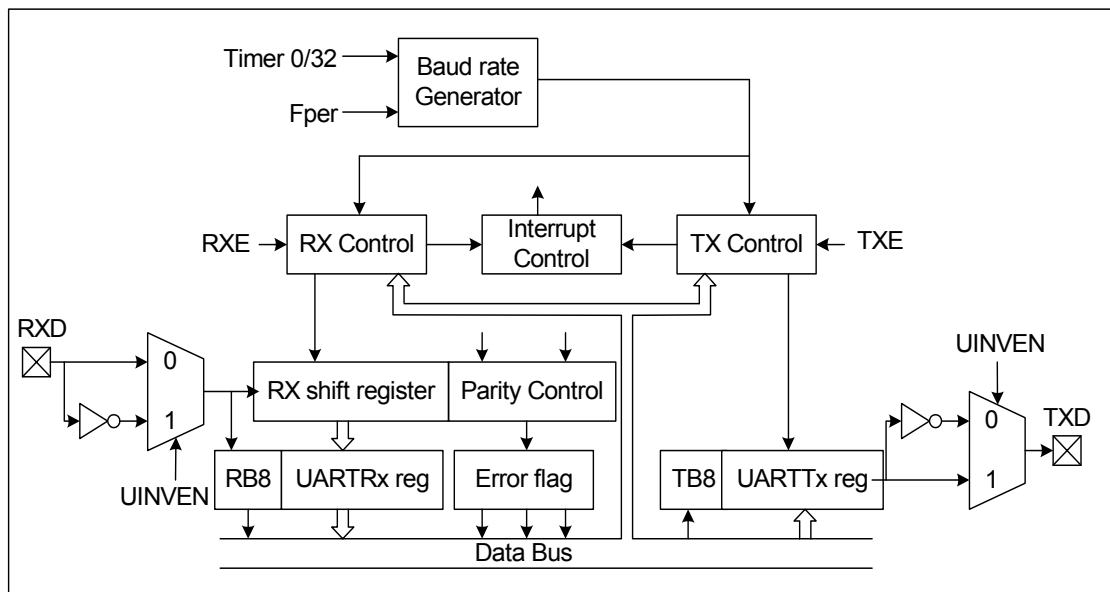 Timer 0/32
Baud rate
Generator
Fper
RXE
RX Control
Interrupt
Control
TX Control
TXE
RXD
0
1
UINVEN
RX shift register
Parity Control
RB8
UARTRx reg
Error flag
TB8
UARTTx reg
UINVEN
0
1
TXD
Data Bus